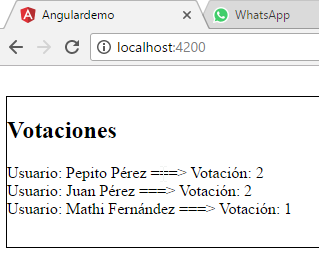 Angulardemo
WhatsApp
localhost:4200
Votaciones
Usuario: Pepito Pérez ===> Votación: 2
Usuario: Juan Pérez ===> Votación: 2
Usuario: Mathi Fernández ===> Votación: 1